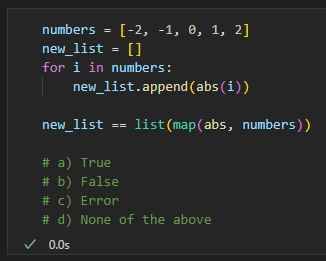 numbers = [-2, -1, 0, 1, 2]
new_list = []
for i in numbers:
    new_list.append(abs(i))

new_list == list(map(abs, numbers))

# a) True
# b) False
# c) Error
# d) None of the above
✓ 0.0s